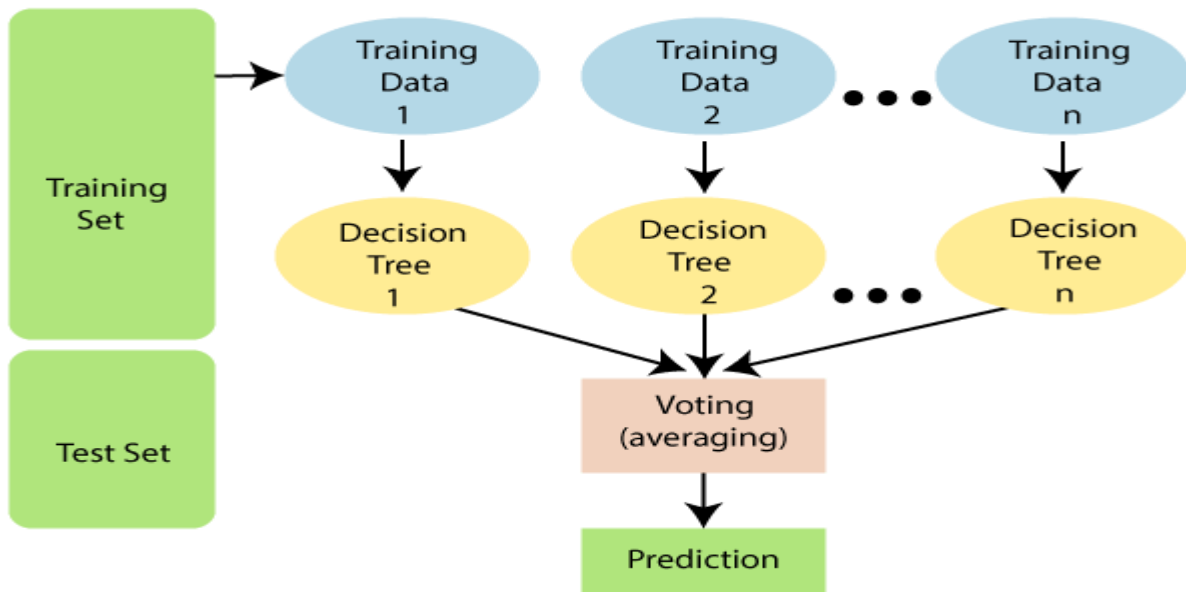 Training
Set
Training
Data
1
Training
Data
2
Training
Data
n
Decision
Tree
1
Decision
Tree
2
Decision
Tree
n
Test Set
Voting
(averaging)
Prediction